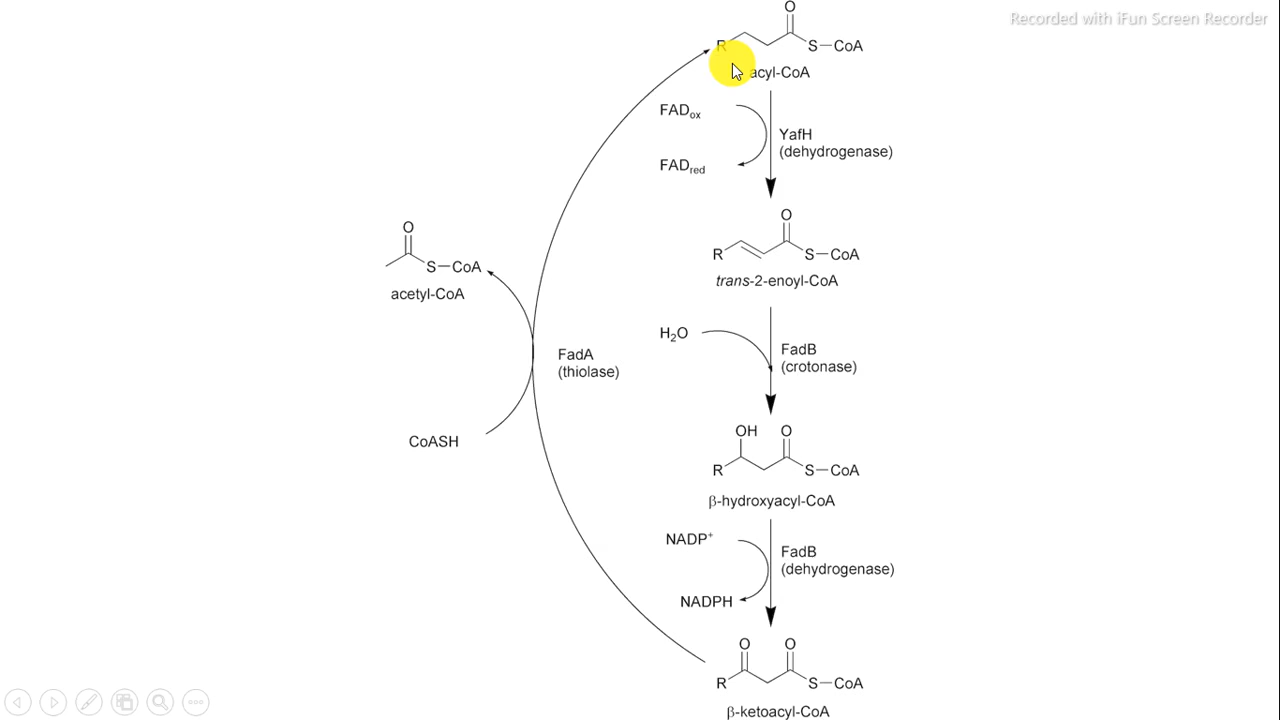 Recorded with iFun Screen Recorder
O
R
S—CoA
acyl-CoA
FADox
YafH
(dehydrogenase)
FADred
O
R
S—CoA
trans-2-enoyl-CoA
O
S—CoA
acetyl-CoA
H2O
FadB
(crotonase)
FadA
(thiolase)
CoASH
OH
O
R
S—CoA
β-hydroxyacyl-CoA
NADP+
FadB
(dehydrogenase)
NADPH
O
O
R
S—CoA
β-ketoacyl-CoA